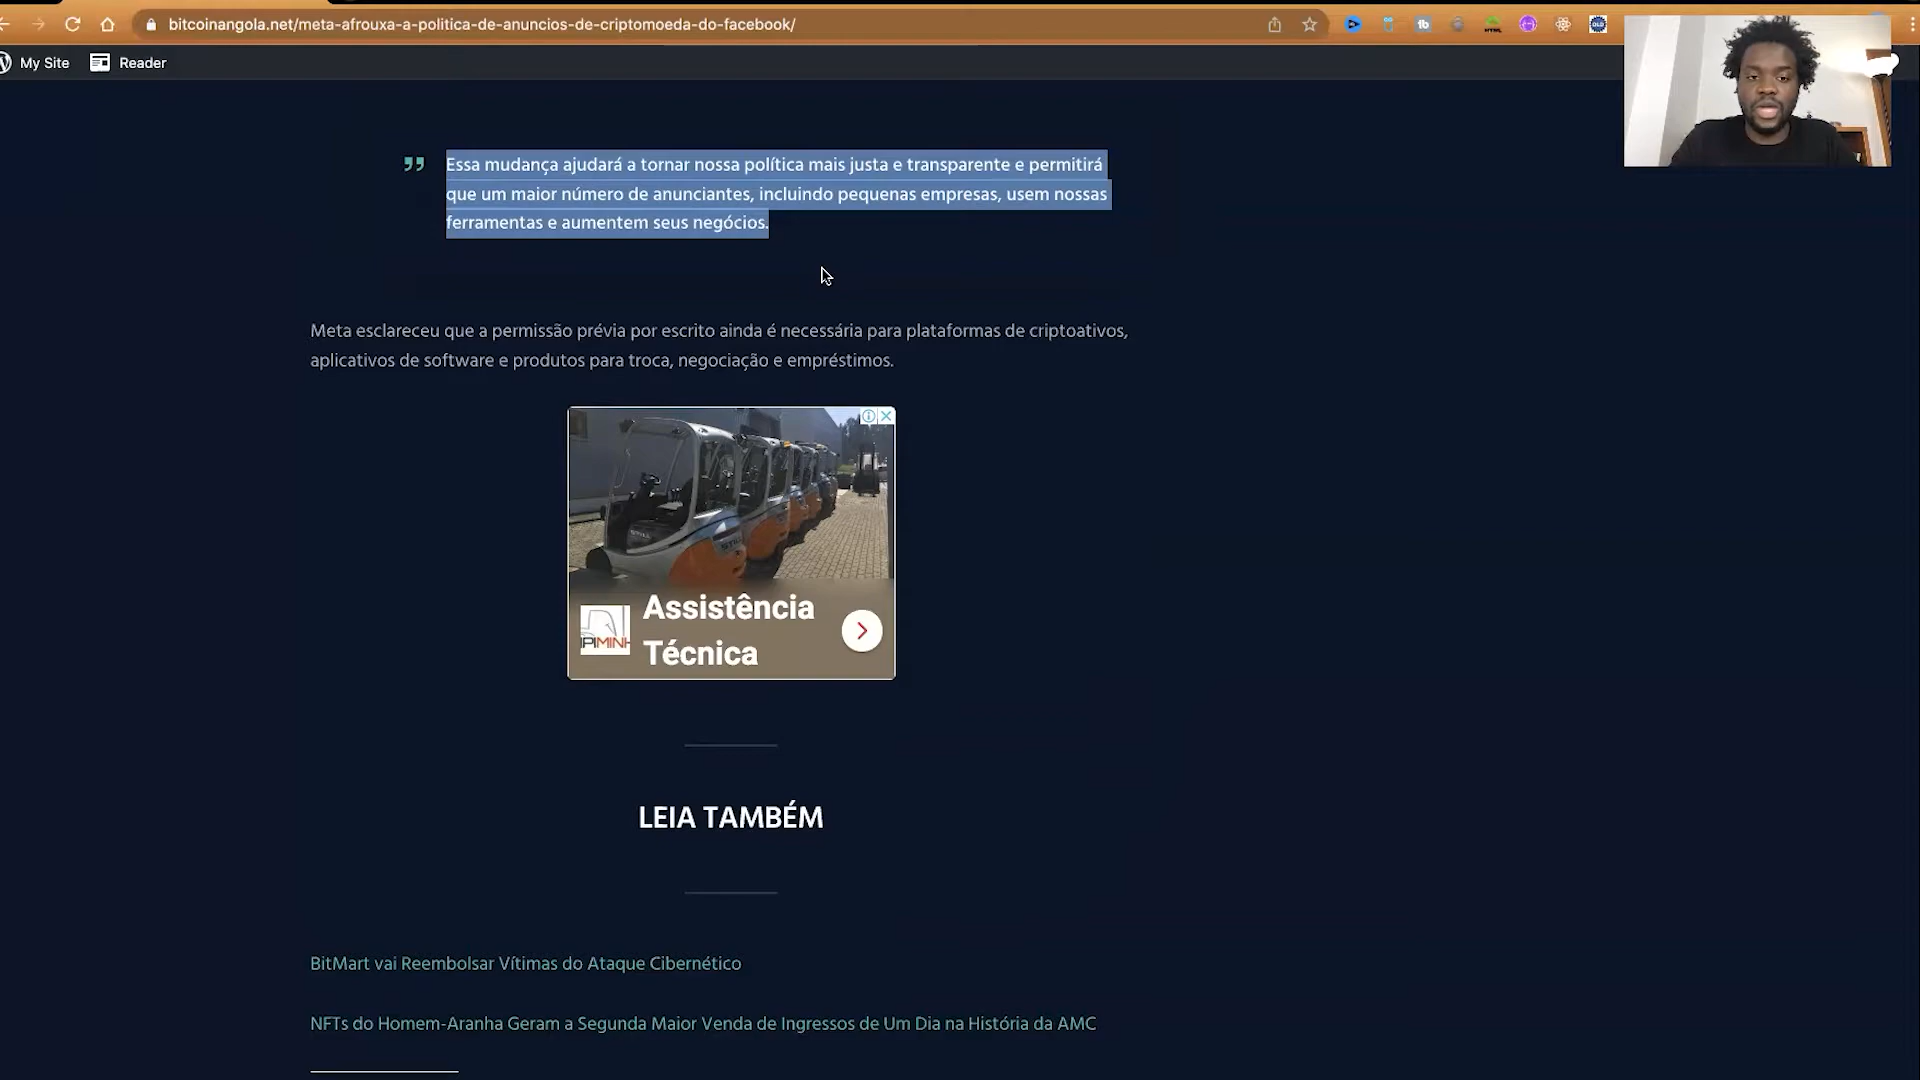 bitcoinangola.net/meta-afrouxa-a-politica-de-anuncios-de-criptomoeda-do-facebook/
My Site
Reader
Essa mudança ajudará a tornar nossa política mais justa e transparente e permitirá
que um maior número de anunciantes, incluindo pequenas empresas, usem nossas
ferramentas e aumentem seus negócios.
Meta esclareceu que a permissão prévia por escrito ainda é necessária para plataformas de criptoativos,
aplicativos de software e produtos para troca, negociação e empréstimos.
Assistência
Técnica
LEIA TAMBÉM
BitMart vai Reembolsar Vítimas do Ataque Cibernético
NFTs do Homem-Aranha Geram a Segunda Maior Venda de Ingressos de Um Dia na História da AMC